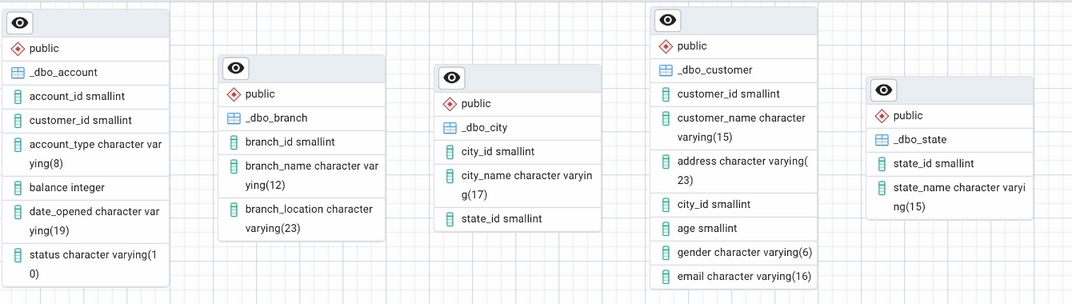 public
_dbo_account
account_id smallint
customer_id smallint
account_type character var
ying(8)
balance integer
date_opened character var
ying(19)
status character varying(1
0)
public
_dbo_branch
branch_id smallint
branch_name character var
ying(12)
branch_location character
varying(23)
public
_dbo_city
city_id smallint
city_name character varyin
g(17)
state_id smallint
public
_dbo_customer
customer_id smallint
customer_name character
varying(15)
address character varying(
23)
city_id smallint
age smallint
gender character varying(6)
email character varying(16)
public
_dbo_state
state_id smallint
state_name character varyi
ng(15)